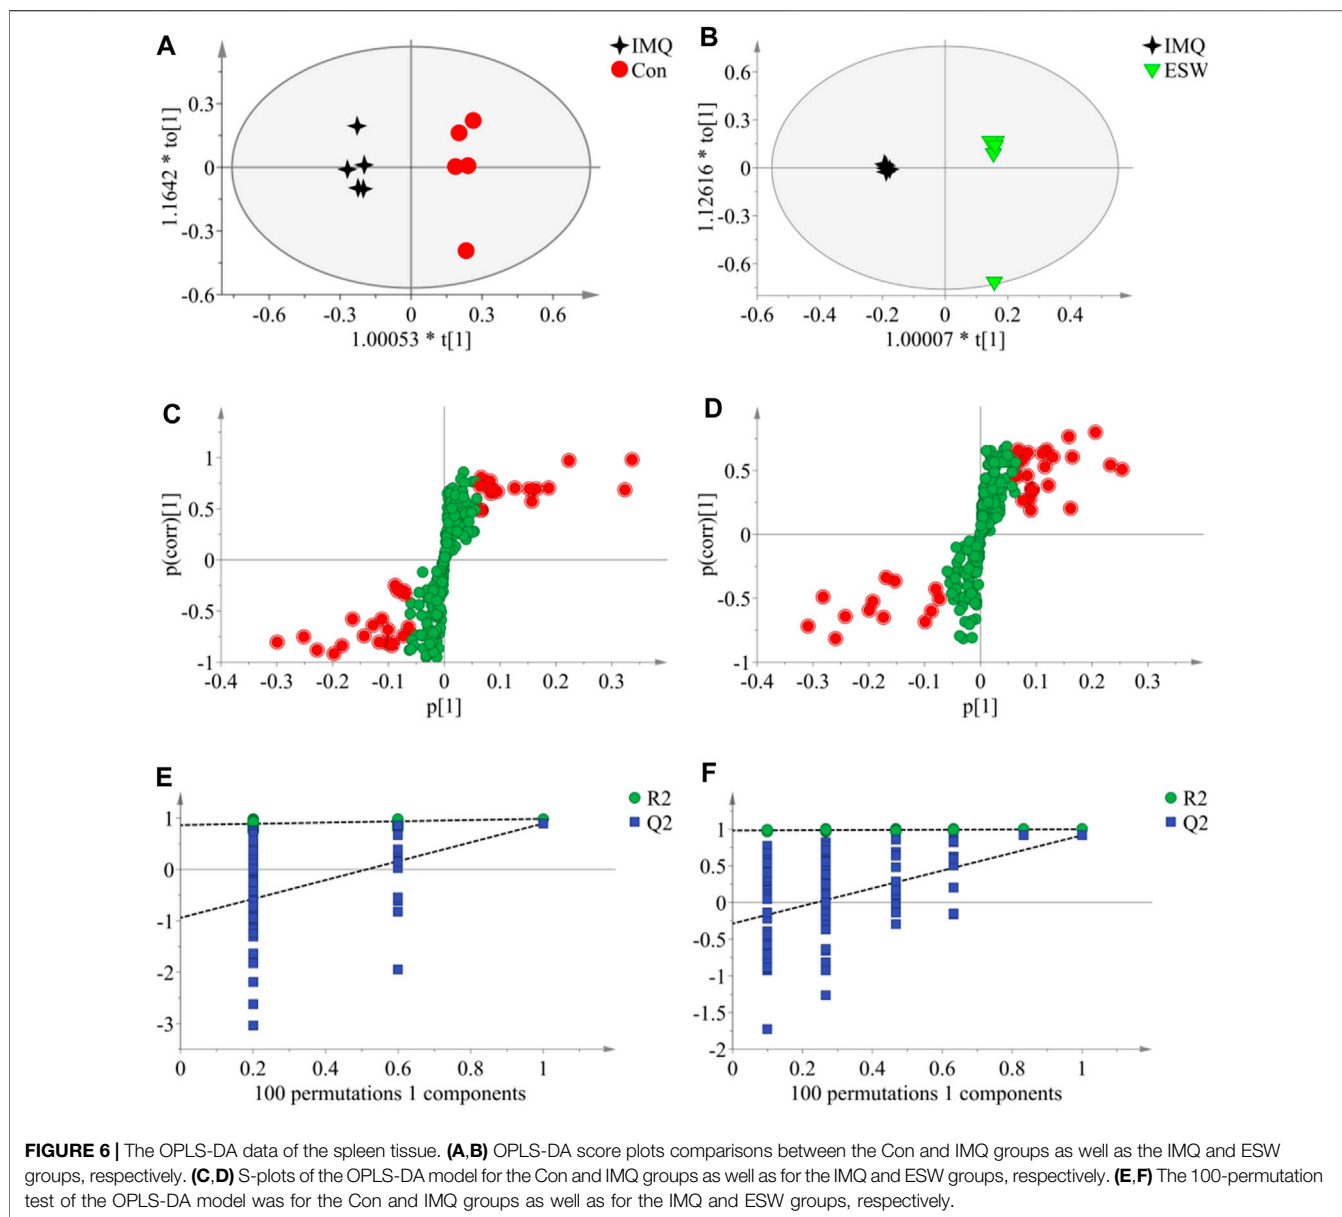 A
IMQ
Con
1.1642 * to[1]
0.3
0
-0.3
-0.6
-0.6 -0.3 0 0.3 0.6
1.00053 * t[1]
B
IMQ
ESW
1.12616 * to[1]
0.6
0.3
0
-0.3
-0.6
-0.6 -0.4 -0.2 0 0.2 0.4
1.00007 * t[1]
C
p(corr)[1]
1
0.5
0
-0.5
-1
-0.4 -0.3 -0.2 -0.1 0 0.1 0.2 0.3
p[1]
D
p(corr)[1]
0.5
0
-0.5
-1
-0.4 -0.3 -0.2 -0.1 0 0.1 0.2 0.3
p[1]
E
R2
Q2
1
0
-1
-2
-3
0 0.2 0.4 0.6 0.8 1
100 permutations 1 components
F
R2
Q2
1
0.5
0
-0.5
-1
-1.5
-2
0 0.2 0.4 0.6 0.8 1
100 permutations 1 components
FIGURE 6 | The OPLS-DA data of the spleen tissue. (A,B) OPLS-DA score plots comparisons between the Con and IMQ groups as well as the IMQ and ESW
groups, respectively. (C,D) S-plots of the OPLS-DA model for the Con and IMQ groups as well as for the IMQ and ESW groups, respectively. (E,F) The 100-permutation
test of the OPLS-DA model was for the Con and IMQ groups as well as for the IMQ and ESW groups, respectively.